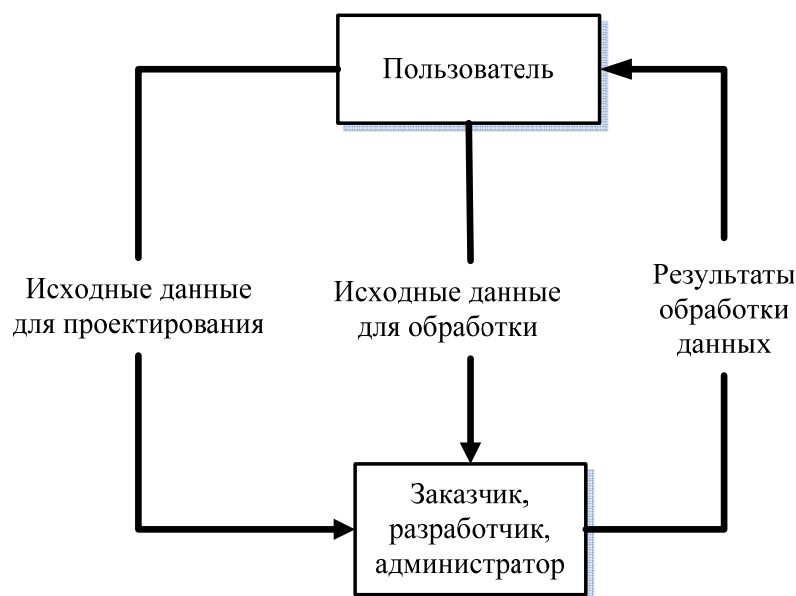 Пользователь
Исходные данные
для проектирования
Исходные данные
для обработки
Результаты
обработки
данных
Заказчик,
разработчик,
администратор